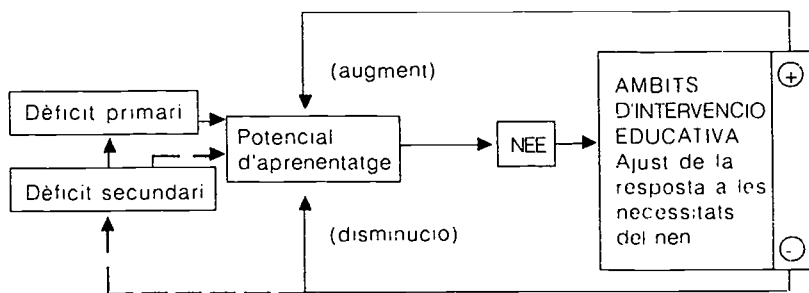 (augment)
Dèficit primari
Potencial
d'aprenentatge
NEE
Dèficit secundari
(disminució)
+
AMBITS
D'INTERVENCIO
EDUCATIVA
Ajust de la
resposta a les
necessitats
del nen
-